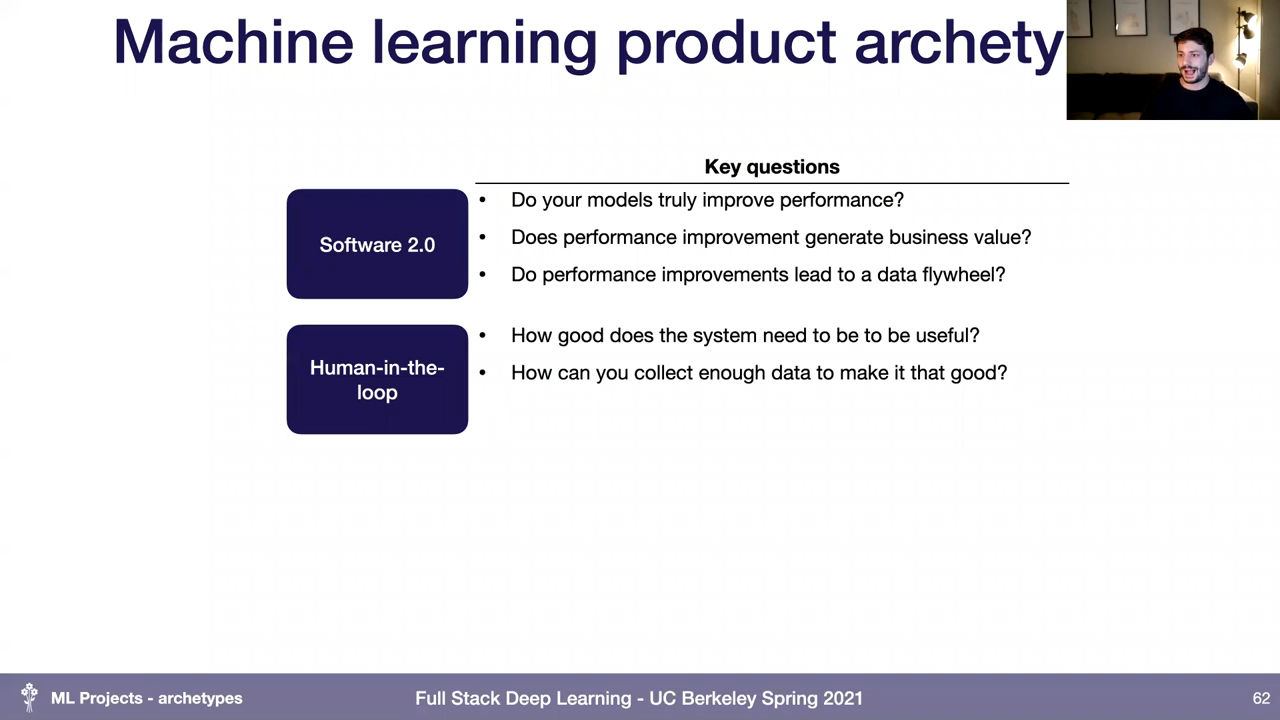 Machine learning product archety
Key questions
Software 2.0
• Do your models truly improve performance?
• Does performance improvement generate business value?
• Do performance improvements lead to a data flywheel?
Human-in-the-
loop
• How good does the system need to be to be useful?
• How can you collect enough data to make it that good?
ML Projects - archetypes
Full Stack Deep Learning - UC Berkeley Spring 2021
62